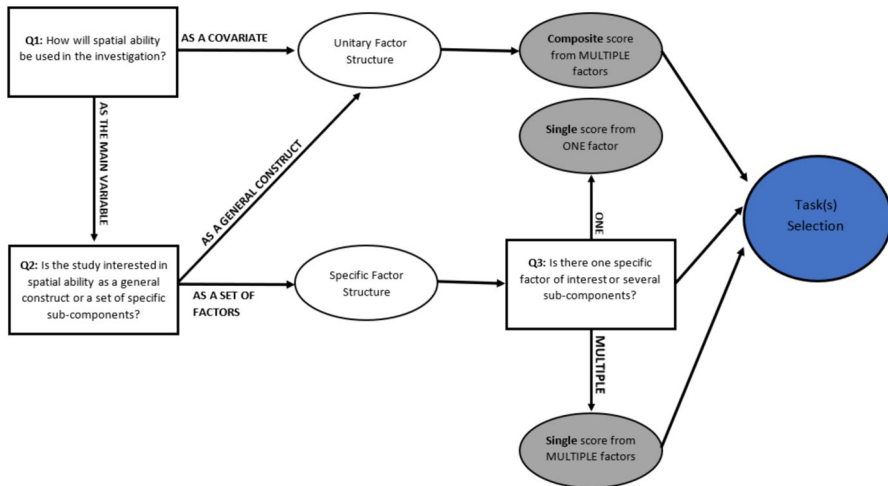 Q1: How will spatial ability
be used in the investigation?
AS A COVARIATE
Unitary Factor
Structure
Composite score
from MULTIPLE
factors
Single score from
ONE factor
AS THE MAIN VARIABLE
AS A GENERAL CONSTRUCT
ONE
Task(s)
Selection
Q2: Is the study interested in
spatial ability as a general
construct or a set of specific
sub-components?
AS A SET OF
FACTORS
Specific Factor
Structure
Q3: Is there one specific
factor of interest or several
sub-components?
MULTIPLE
Single score from
MULTIPLE factors